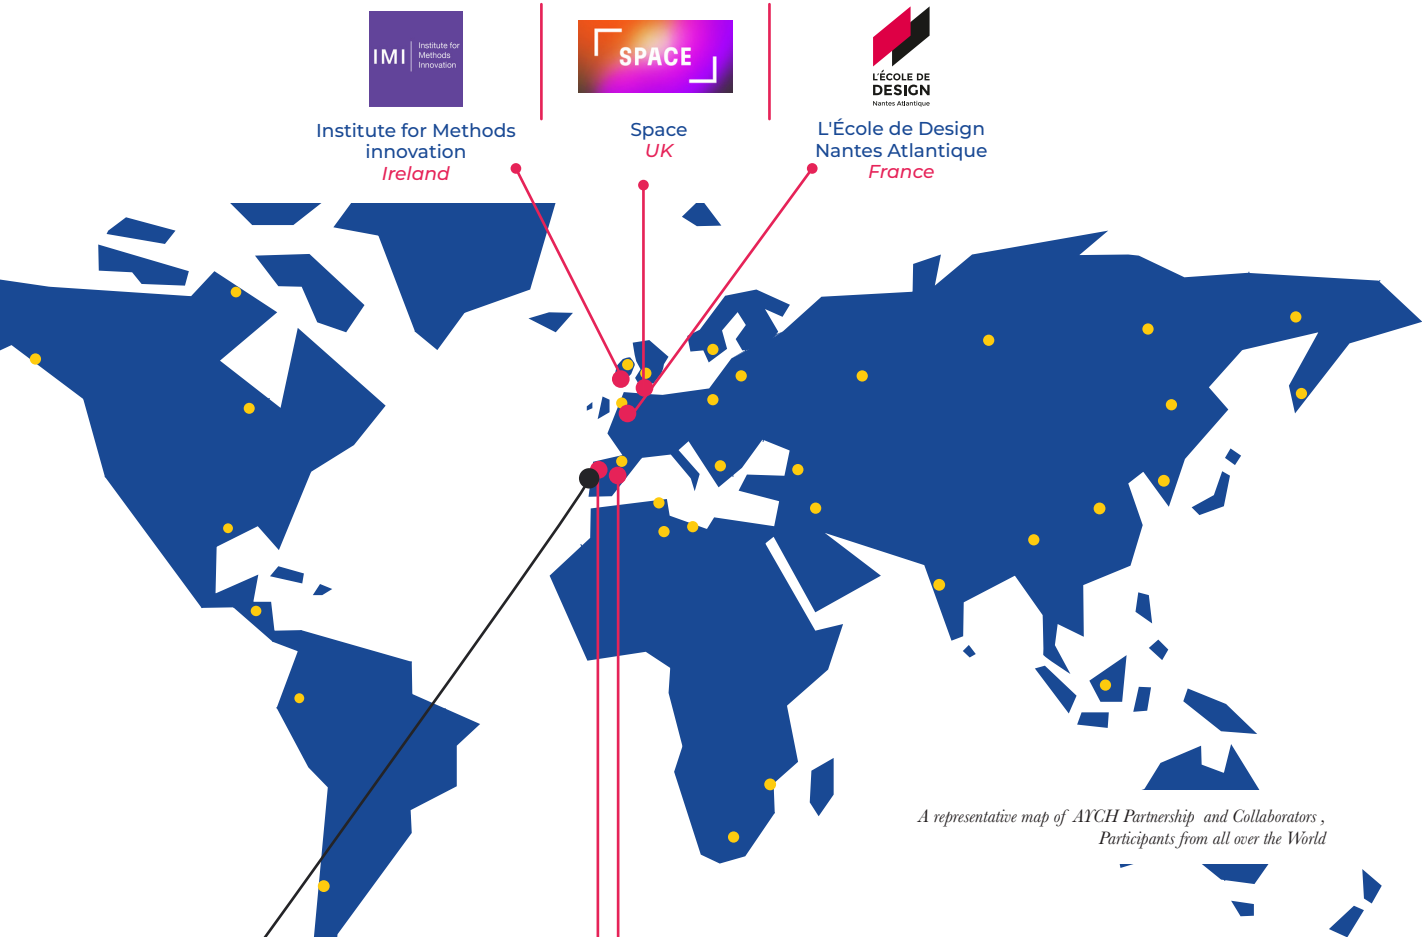 IMI
Institute for
Methods
Innovation
SPACE
L'ÉCOLE DE
DESIGN
Nantes Atlantique
Institute for Methods
innovation
Ireland
Space
UK
L'École de Design
Nantes Atlantique
France
A representative map of AYCH Partnership and Collaborators ,
Participants from all over the World